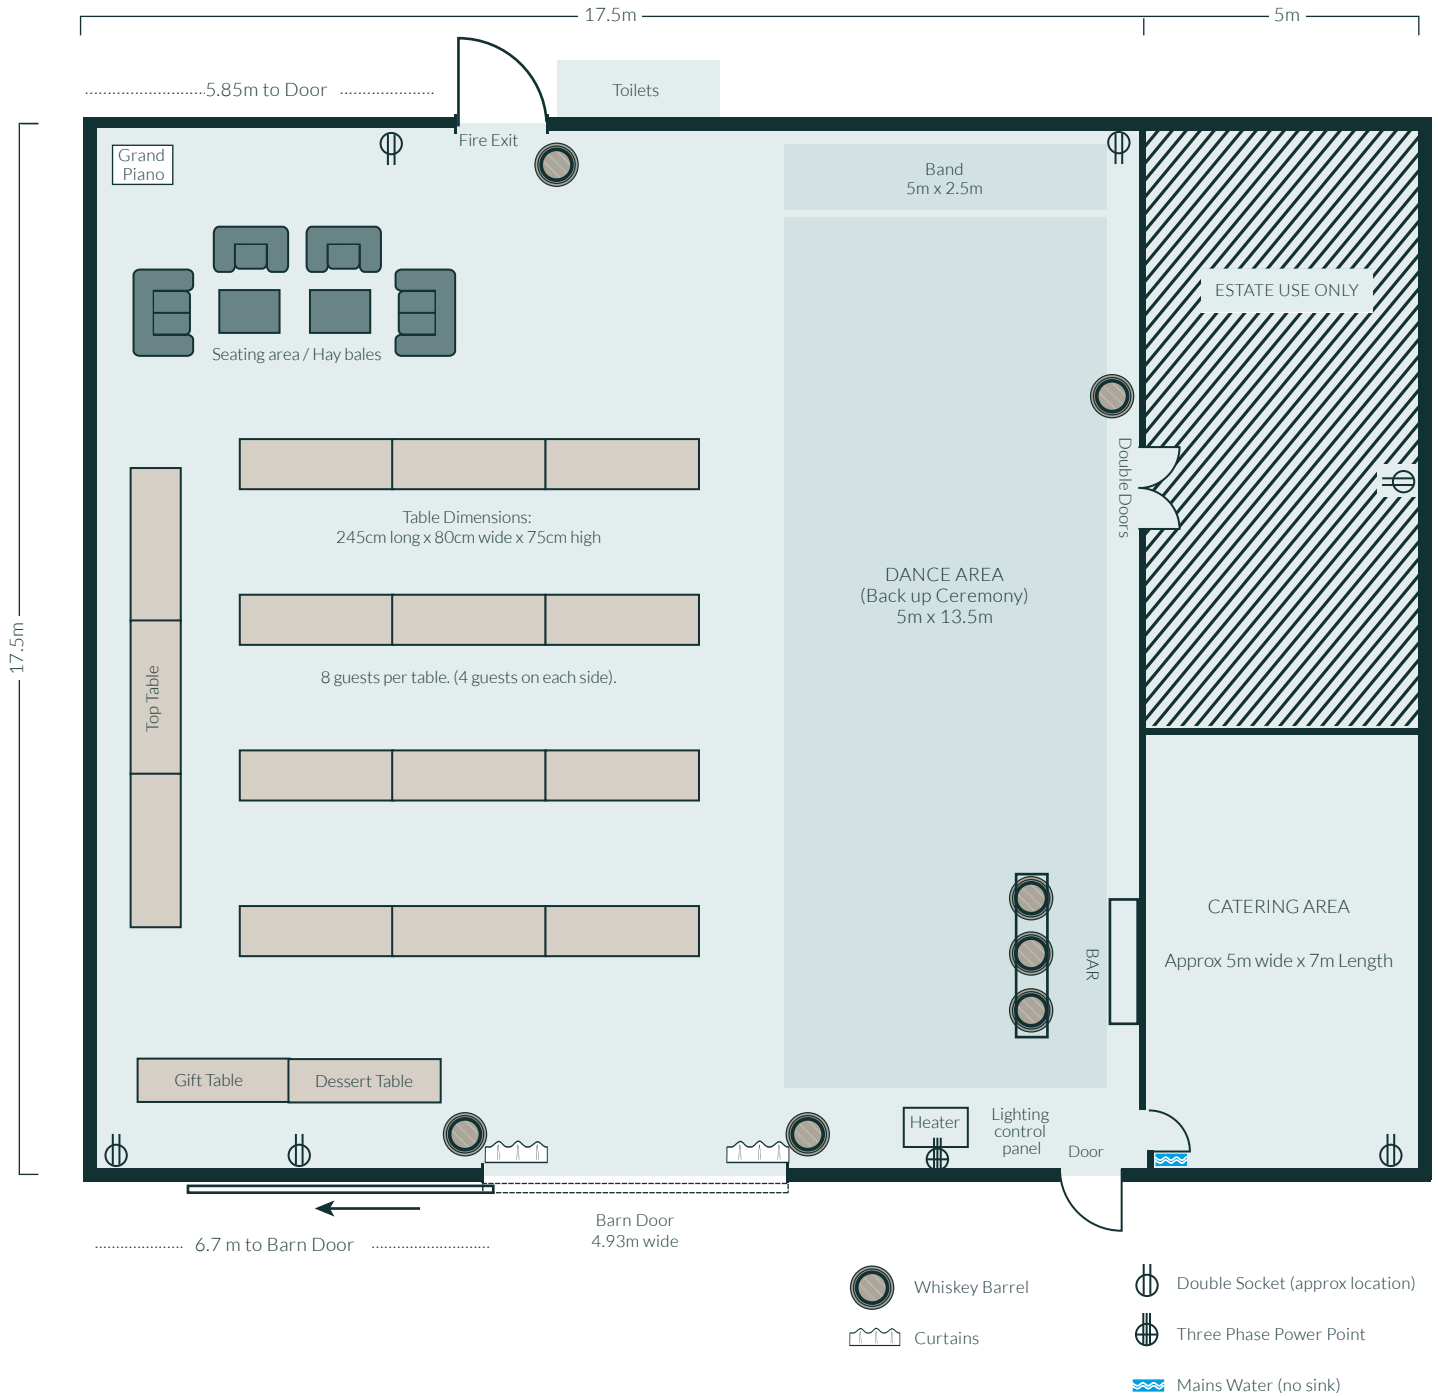 17.5m
5m
5.85m to Door
Toilets
Fire Exit
Grand
Piano
Band
5m x 2.5m
ESTATE USE ONLY
Seating area / Hay bales
Double Doors
Table Dimensions:
245cm long x 80cm wide x 75cm high
DANCE AREA
(Back up Ceremony)
5m x 13.5m
17.5m
8 guests per table. (4 guests on each side).
Top Table
CATERING AREA
Approx 5m wide x 7m Length
BAR
Gift Table
Dessert Table
Heater
Lighting
control
panel
Door
Barn Door
4.93m wide
6.7 m to Barn Door
Whiskey Barrel
Curtains
Double Socket (approx location)
Three Phase Power Point
Mains Water (no sink)